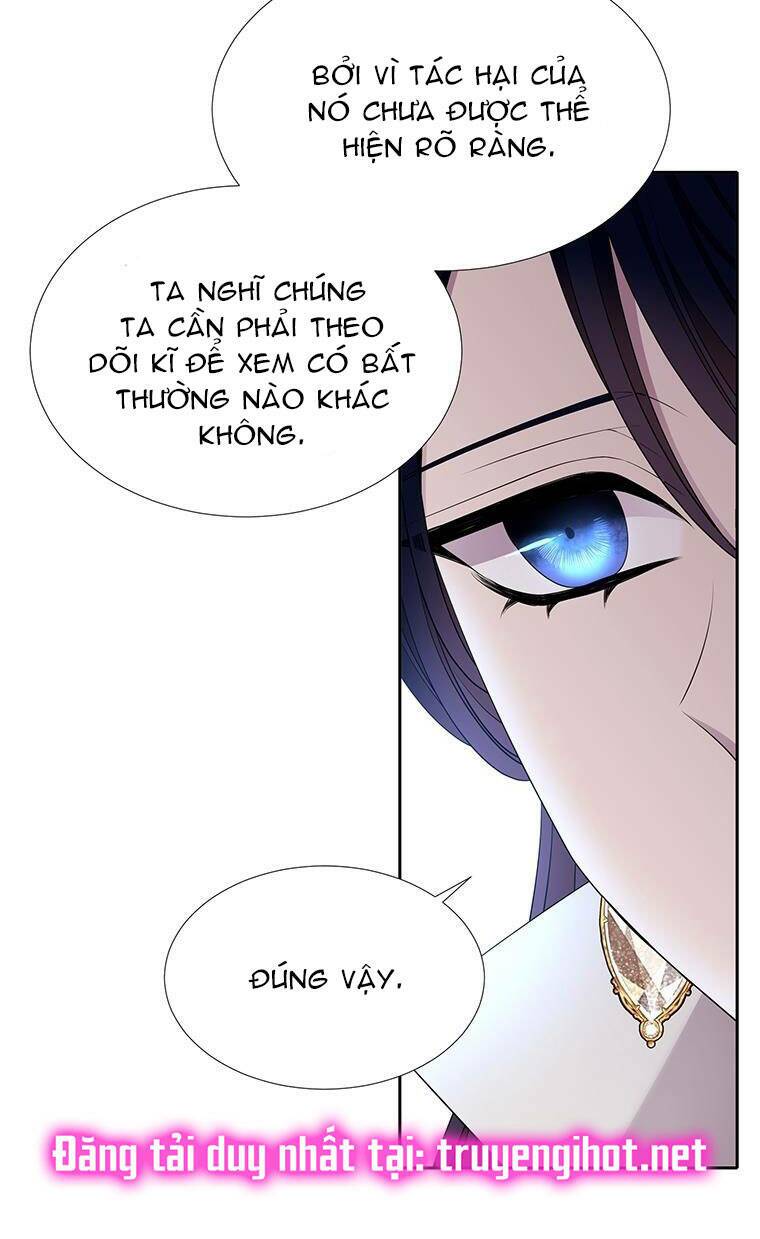 BỞI VÌ TÁC HẠI CỦA
NÓ CHƯA ĐƯỢC THỂ
HIỆN RÕ RÀNG.
TA NGHĨ CHÚNG
TA CẦN PHẢI THEO
DÕI KĨ ĐỂ XEM CÓ BẤT
THƯỜNG NÀO KHÁC
KHÔNG.
ĐÚNG VẬY.
Đăng tải duy nhất tại: truyengihot.net